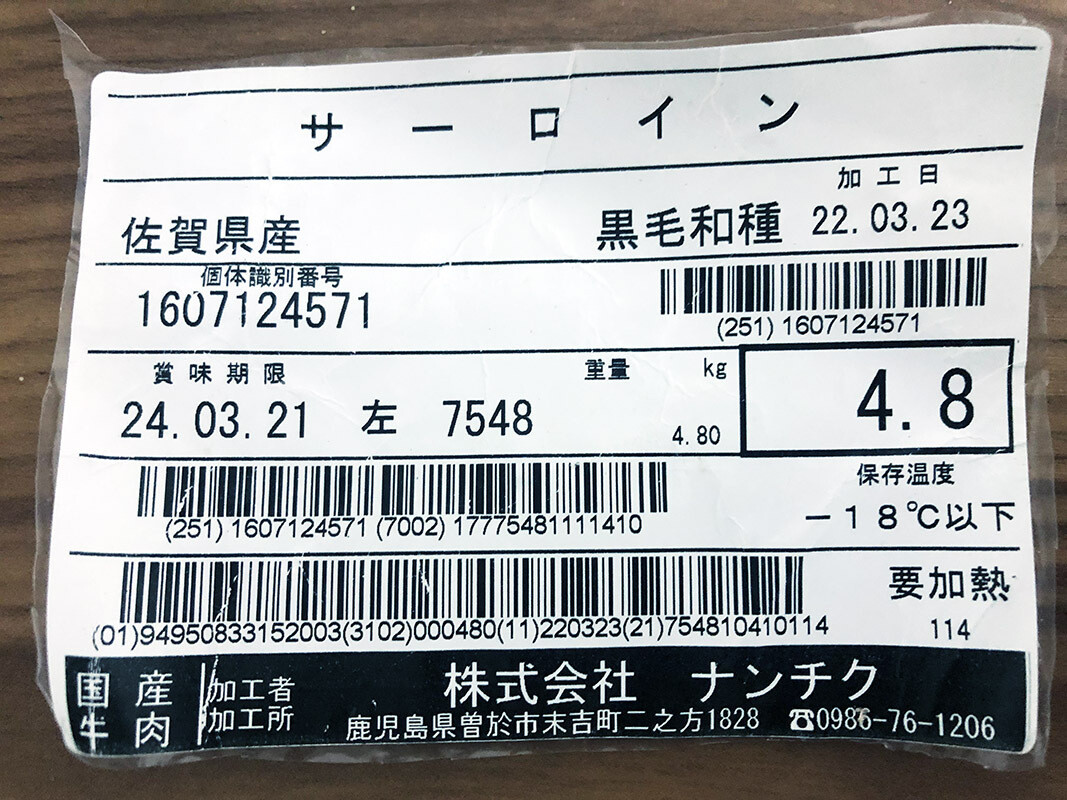 サーロイン
加工日
佐賀県産 黒毛和種 22.03.23
個体識別番号
1607124571
(251) 1607124571
賞味期限 重量 kg
24.03.21 左 7548 4.80 4.8
保存温度
(251) 1607124571 (7002) 17775481111410
－18℃以下
要加熱
(01)94950833152003(3102)000480(11)220323(21)754810410114
114
国産牛肉 加工者 加工所 株式会社 ナンチク
鹿児島県曽於市末吉町二之方1828 ☎0986-76-1206